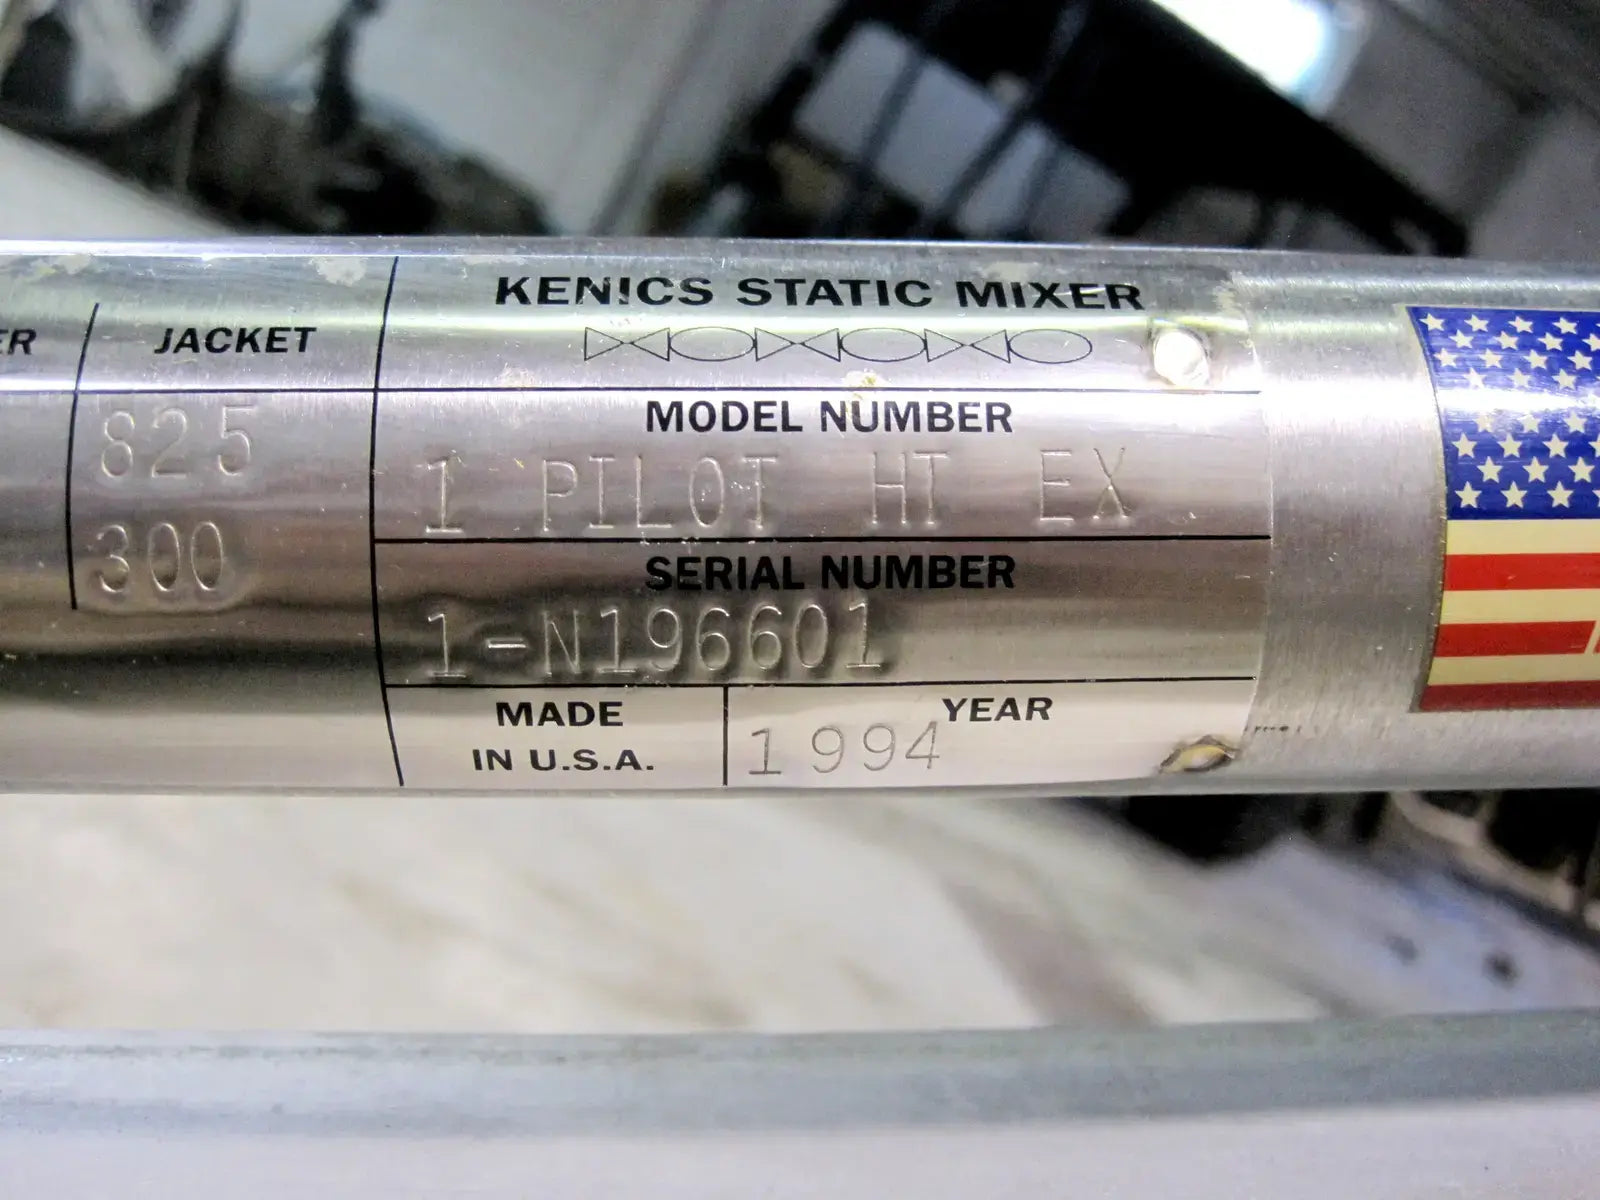 ER
JACKET
825
300
KENICS STATIC MIXER
MODEL NUMBER
1 PILOT HT EX
SERIAL NUMBER
1-N196601
MADE
IN U.S.A.
YEAR
1994